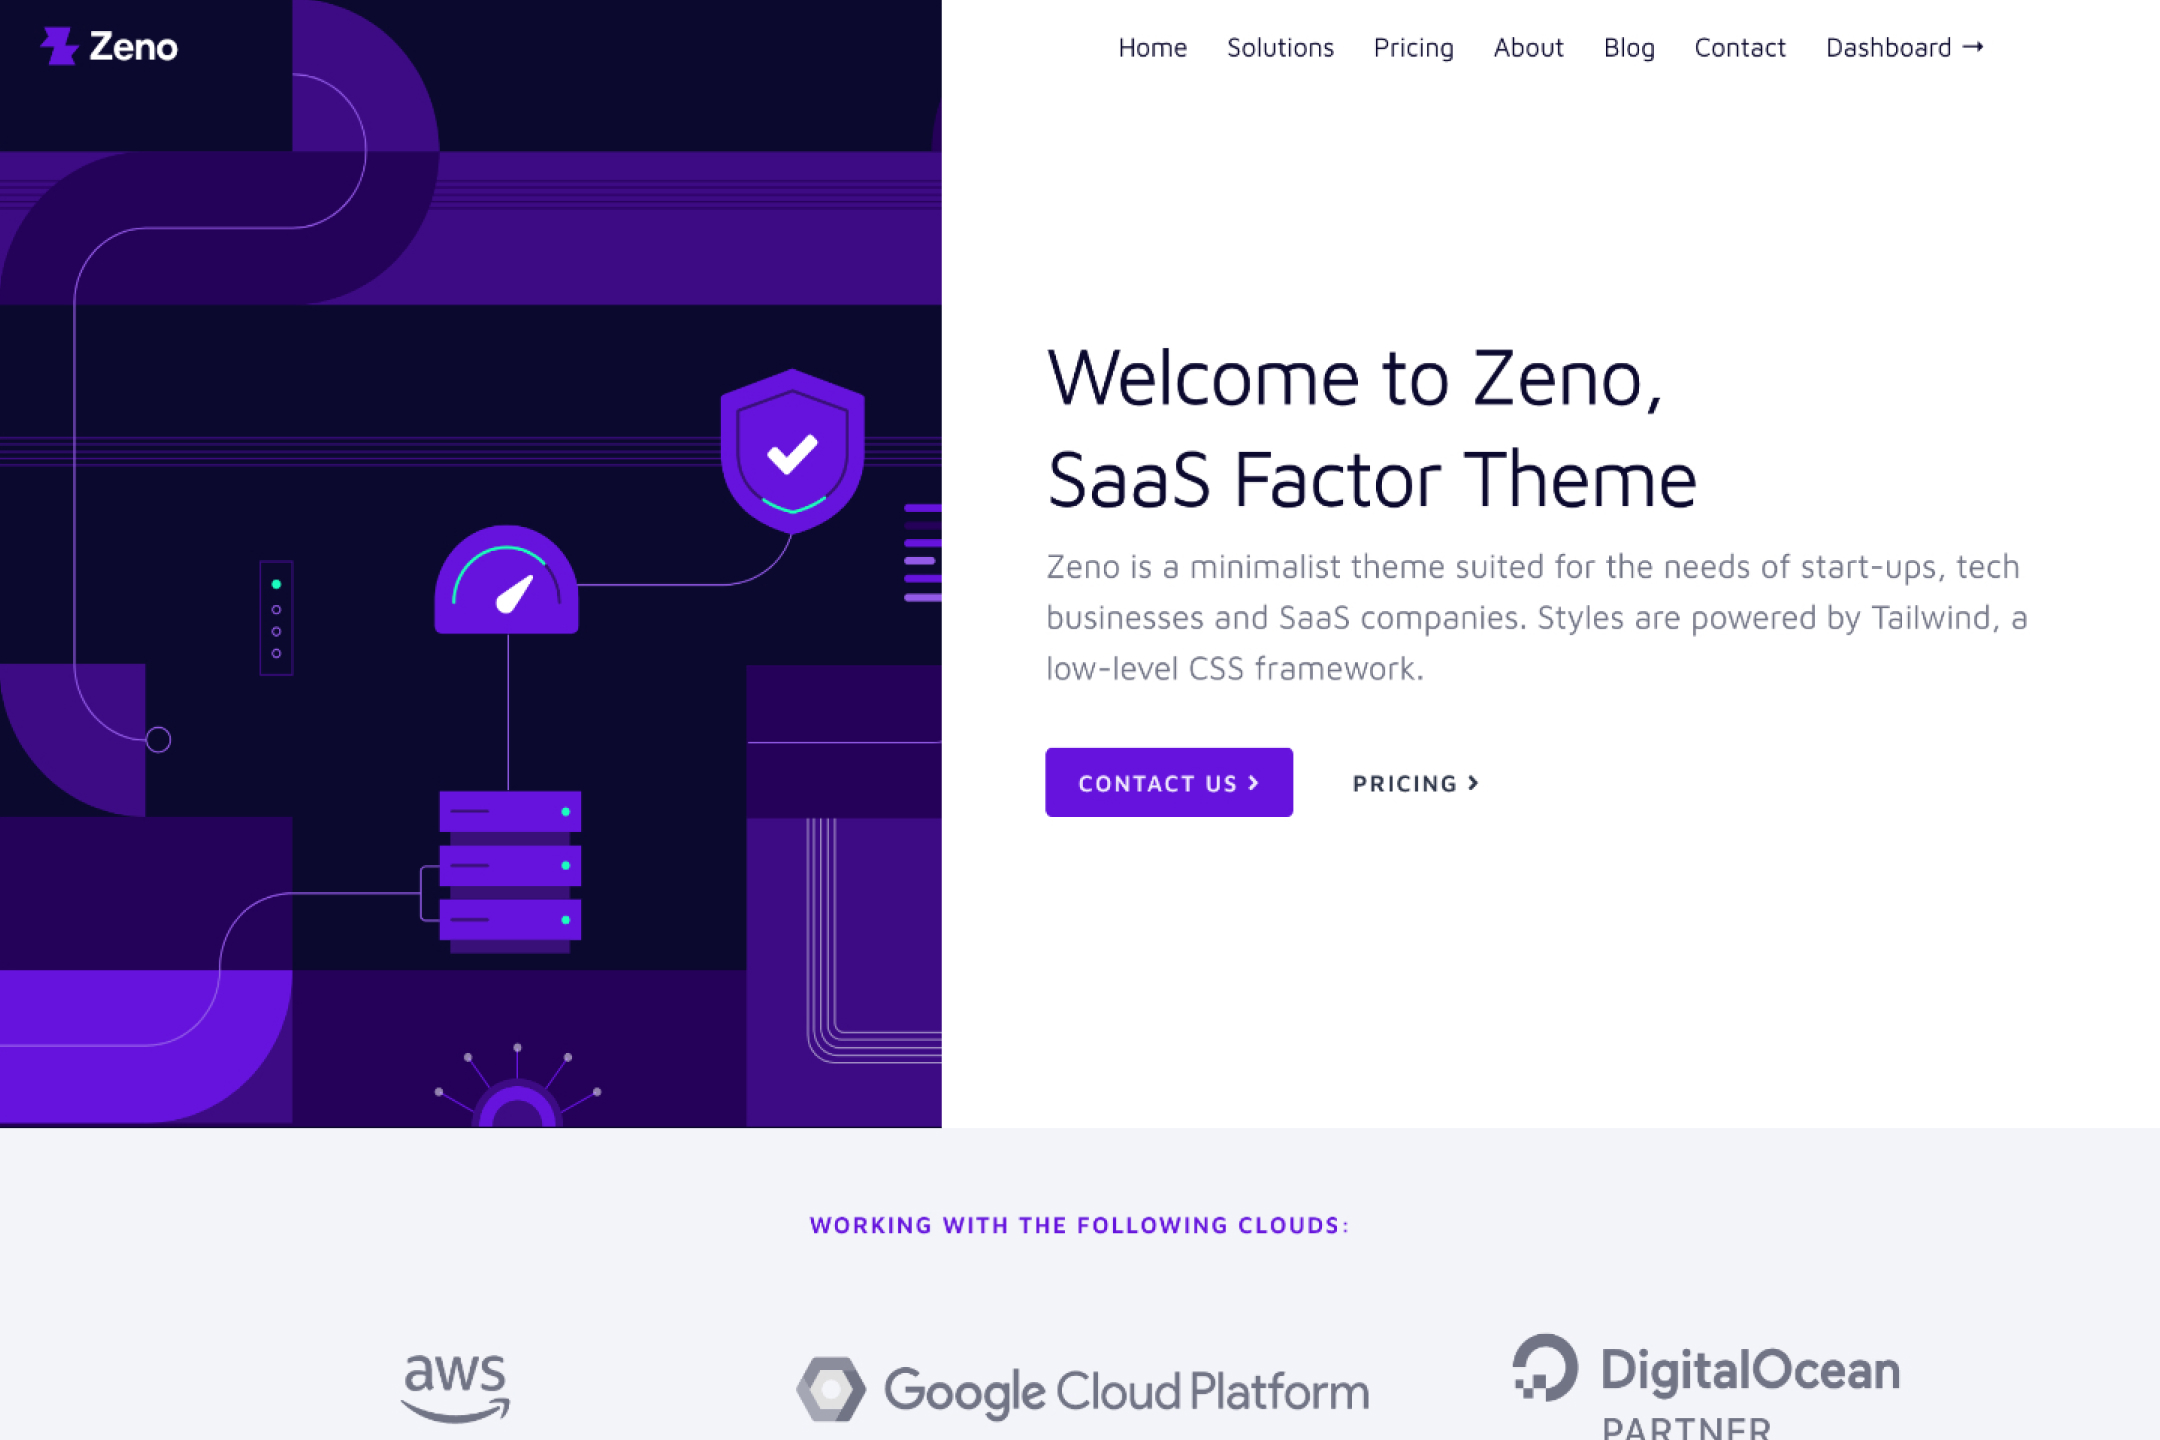 Zeno
Home Solutions Pricing About Blog Contact Dashboard →
Welcome to Zeno,
SaaS Factor Theme
Zeno is a minimalist theme suited for the needs of start-ups, tech
businesses and SaaS companies. Styles are powered by Tailwind, a
low-level CSS framework.
CONTACT US PRICING
WORKING WITH THE FOLLOWING CLOUDS:
aws Google Cloud Platform DigitalOcean
PARTNER